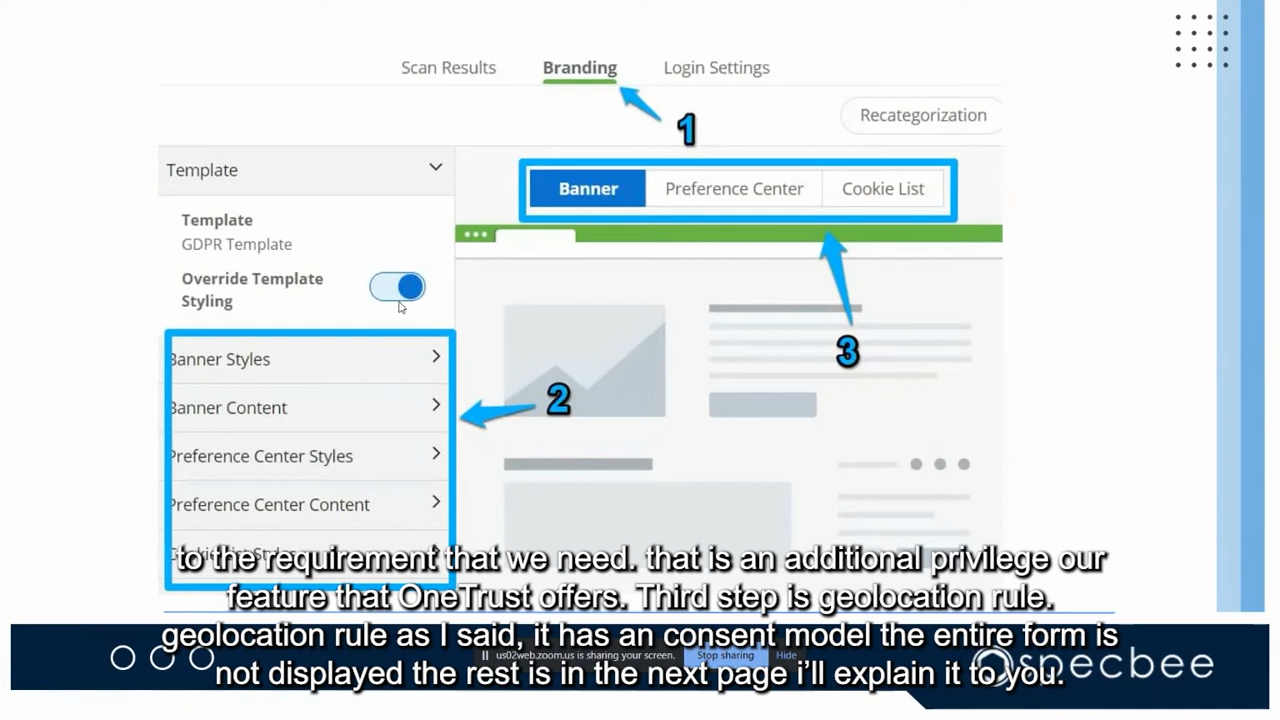 Scan Results Branding Login Settings
1
Recategorization
Template
Banner Preference Center Cookie List
Template
GDPR Template
Override Template
Styling
3
Banner Styles
2
Banner Content
Preference Center Styles
Preference Center Content
to the requirement that we need. that is an additional privilege our
feature that OneTrust offers. Third step is geolocation rule.
geolocation rule as I said, it has an consent model the entire form is
us02web.zoom.us is sharing your screen. Stop sharing Hide
not displayed the rest is in the next page i'll explain it to you.
specbee